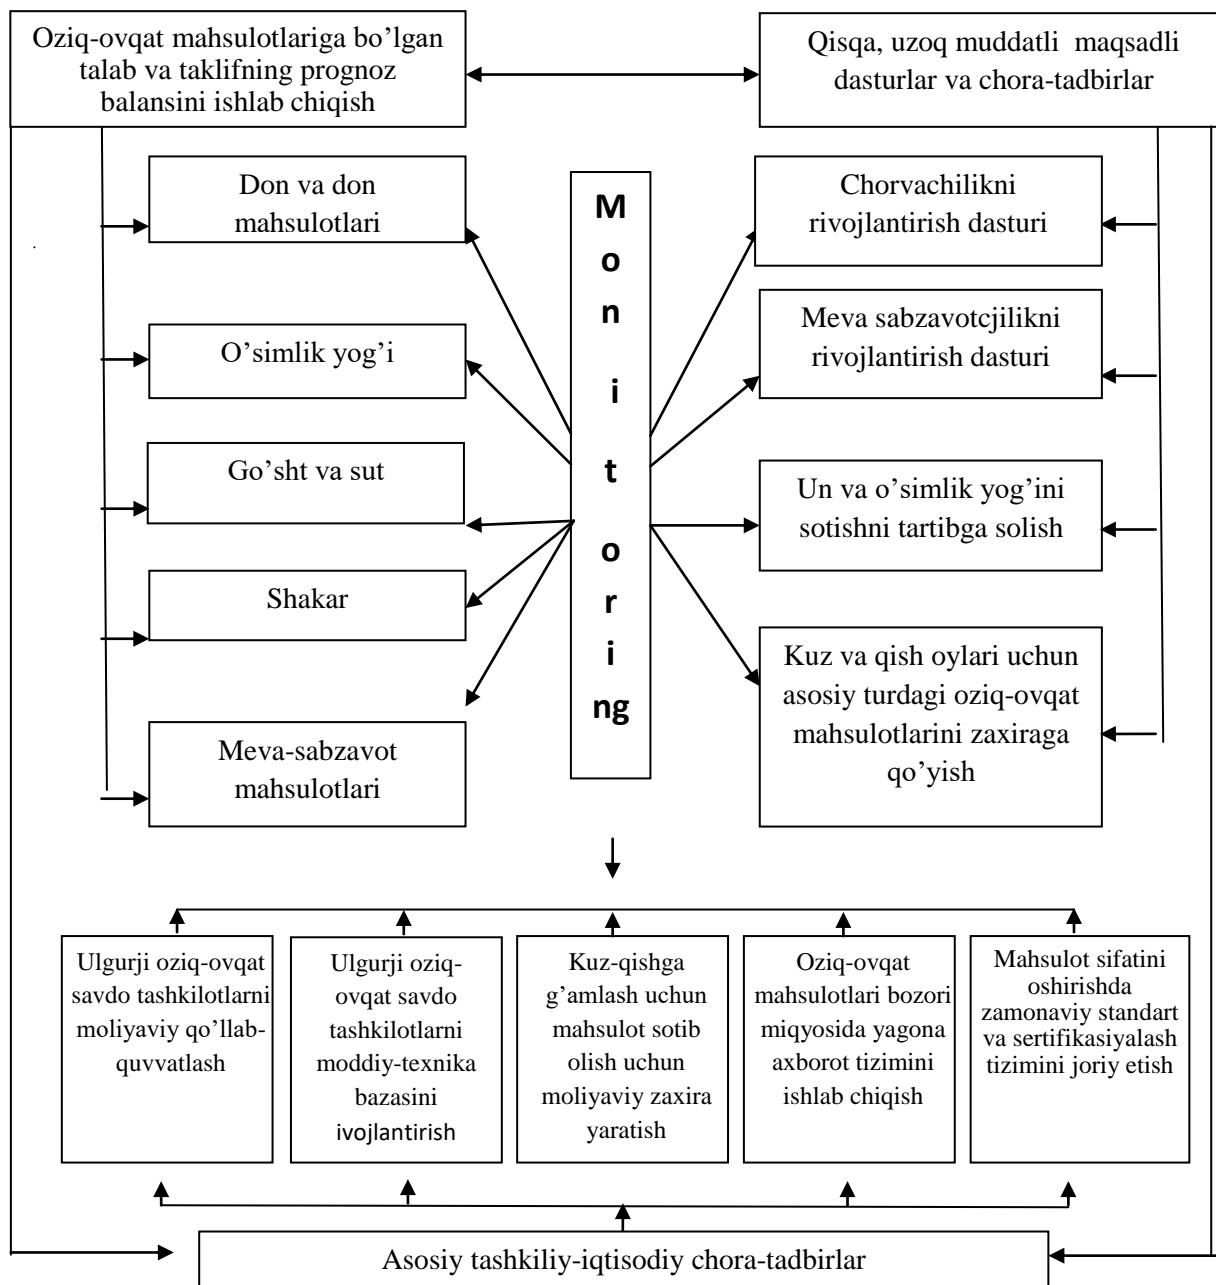 Oziq-ovqat mahsulotlariga bo’lgan
talab va taklifning prognoz
balansini ishlab chiqish
Qisqa, uzoq muddatli maqsadli
dasturlar va chora-tadbirlar
Don va don
mahsulotlari
O’simlik yog’i
Go’sht va sut
Shakar
Meva-sabzavot
mahsulotlari
M
o
n
i
t
o
r
i
ng
Chorvachilikni
rivojlantirish dasturi
Meva sabzavotcjilikni
rivojlantirish dasturi
Un va o’simlik yog’ini
sotishni tartibga solish
Kuz va qish oylari uchun
asosiy turdagi oziq-ovqat
mahsulotlarini zaxiraga
qo’yish
Ulgurji oziq-ovqat
savdo tashkilotlarni
moliyaviy qo’llab-
quvvatlash
Ulgurji oziq-
ovqat savdo
tashkilotlarni
moddiy-texnika
bazasini
ivojlantirish
Kuz-qishga
g’amlash uchun
mahsulot sotib
olish uchun
moliyaviy zaxira
yaratish
Oziq-ovqat
mahsulotlari bozori
miqyosida yagona
axborot tizimini
ishlab chiqish
Mahsulot sifatini
oshirishda
zamonaviy standart
va sertifikasiyalash
tizimini joriy etish
Asosiy tashkiliy-iqtisodiy chora-tadbirlar